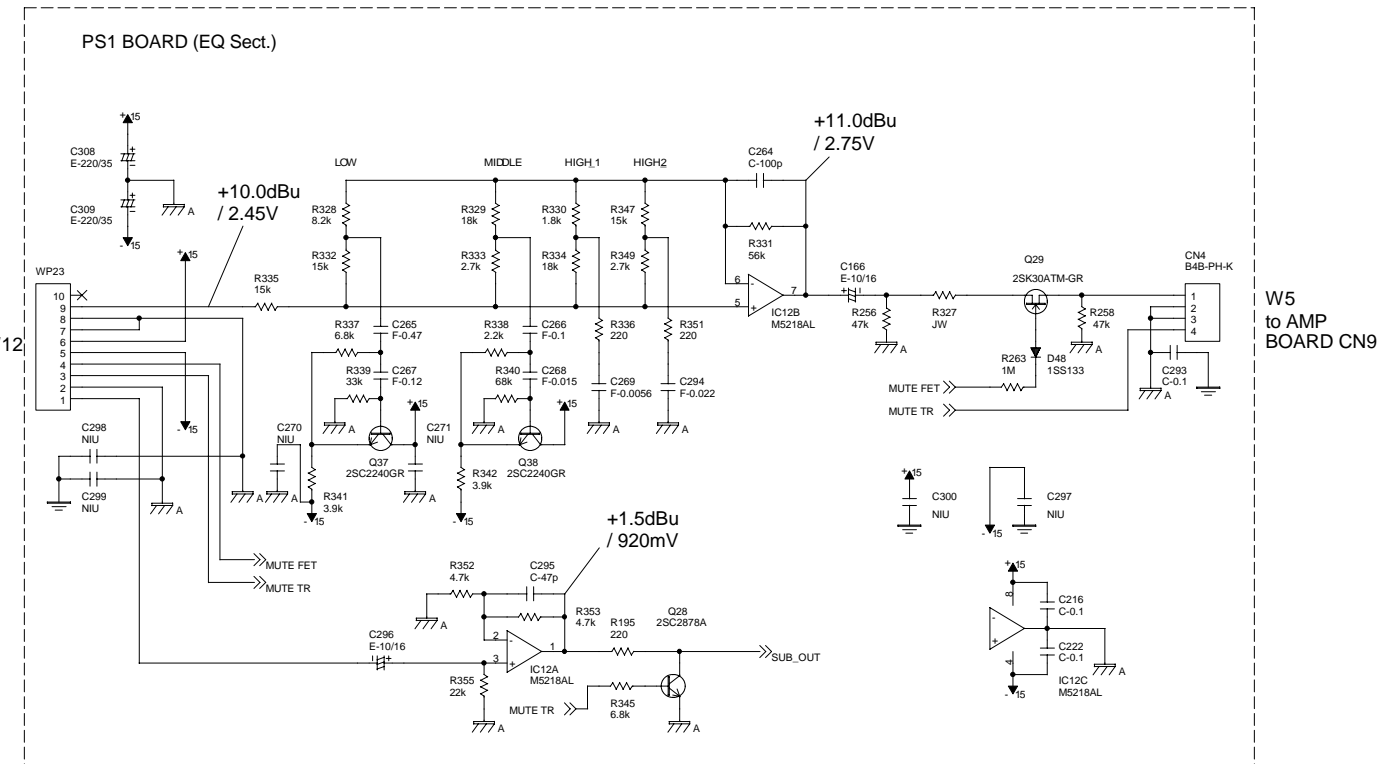 PS1 BOARD (EQ Sect.)
+15
C308
E-220/35
C309
E-220/35
A
-15
+10.0dBu
/ 2.45V
+15
WP23
10
9
8
7
6
5
4
3
2
1
12
R335
15k
LOW
MIDDLE
HIGH_1
HIGH2
R328
8.2k
R329
18k
R330
1.8k
R347
15k
R332
15k
R333
2.7k
R334
18k
R349
2.7k
C264
C-100p
+11.0dBu
/ 2.75V
R331
56k
6
-
5
+
7
IC12B
M5218AL
C166
E-10/16
+
R256
47k
A
R327
JW
Q29
2SK30ATM-GR
R258
47k
A
CN4
B4B-PH-K
1
2
3
4
W5
to AMP
BOARD CN9
R263
1M
D48
1SS133
MUTE FET
MUTE TR
C293
C-0.1
A
R337
6.8k
C265
F-0.47
R339
33k
C267
F-0.12
A
+15
R338
2.2k
C266
F-0.1
R340
68k
C268
F-0.015
A
+15
R336
220
C269
F-0.0056
A
R351
220
C294
F-0.022
A
-15
C298
NIU
C299
NIU
A
A
C270
NIU
A
Q37
2SC2240GR
C271
NIU
A
Q38
2SC2240GR
R341
3.9k
-15
R342
3.9k
-15
MUTE FET
MUTE TR
+1.5dBu
/ 920mV
R352
4.7k
C295
C-47p
A
R353
4.7k
C296
E-10/16
+
2
-
3
+
1
IC12A
M5218AL
R355
22k
A
R195
220
Q28
2SC2878A
SUB_OUT
MUTE TR
R345
6.8k
A
+15
C300
NIU
C297
NIU
-15
+15
8
-
+
4
C216
C-0.1
C222
C-0.1
A
IC12C
M5218AL
-15